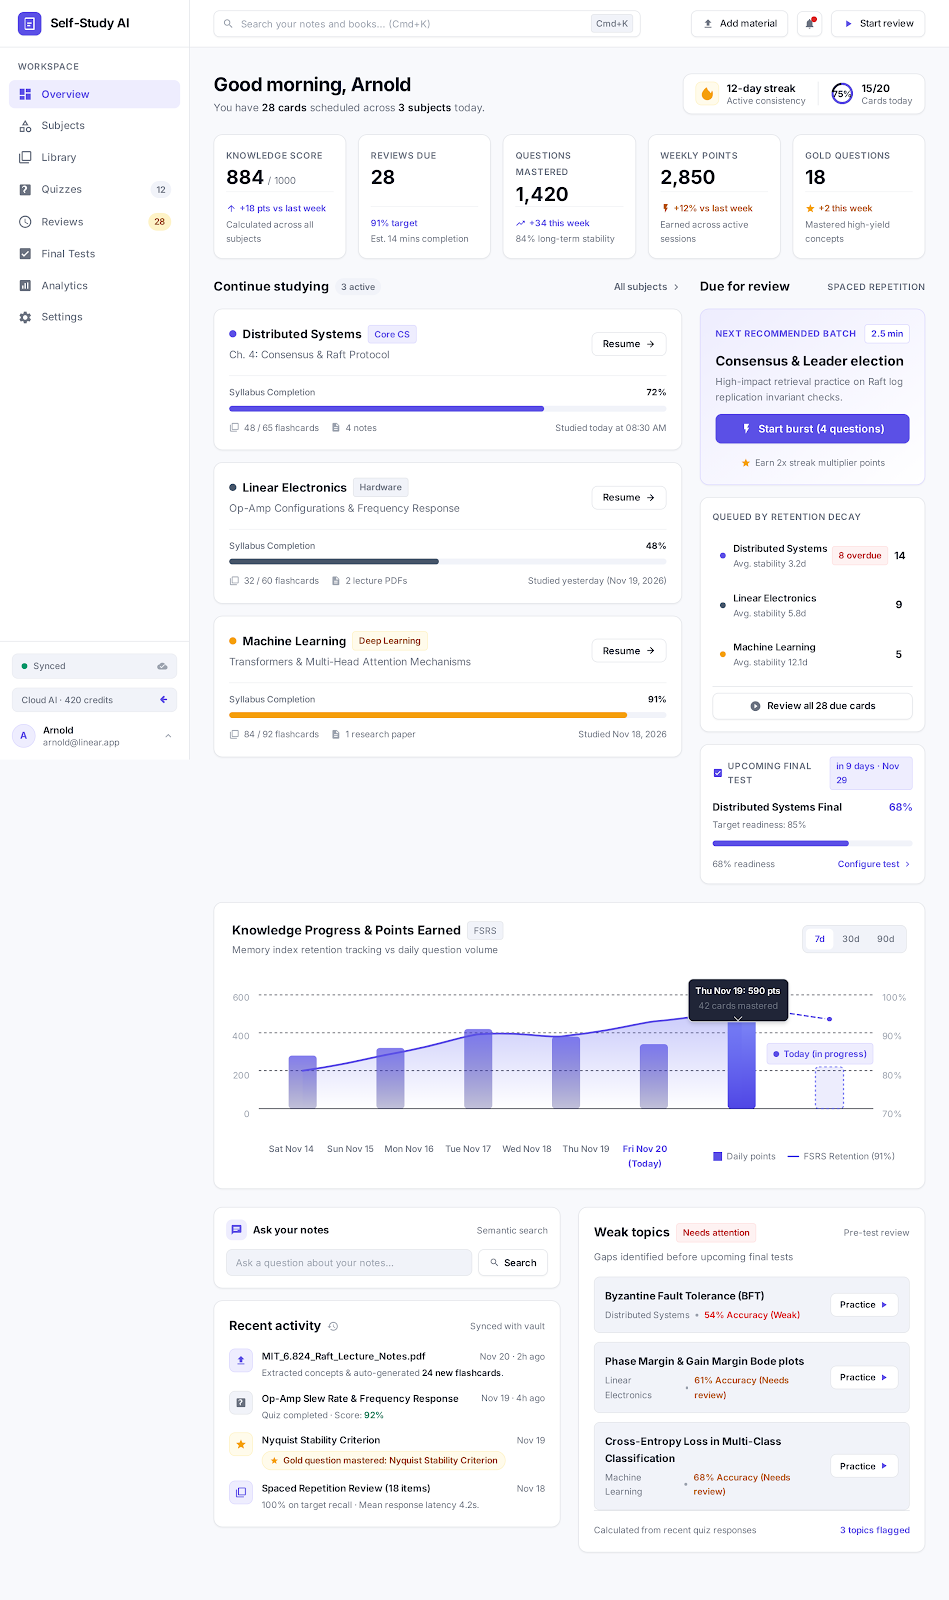 Self-Study AI
Search your notes and books... (Cmd+K)
Cmd+K
Add material
Start review
WORKSPACE
Overview
Subjects
Library
Quizzes
12
Reviews
28
Final Tests
Analytics
Settings
Synced
Cloud AI · 420 credits
A
Arnold
arnold@linear.app
Good morning, Arnold
You have 28 cards scheduled across 3 subjects today.
12-day streak
Active consistency
75%
15/20
Cards today
KNOWLEDGE SCORE
884 / 1000
+18 pts vs last week
Calculated across all
subjects
REVIEWS DUE
28
91% target
Est. 14 mins completion
QUESTIONS
MASTERED
1,420
+34 this week
84% long-term stability
WEEKLY POINTS
2,850
+12% vs last week
Earned across active
sessions
GOLD QUESTIONS
18
+2 this week
Mastered high-yield
concepts
Continue studying
3 active
All subjects
Distributed Systems
Core CS
Ch. 4: Consensus & Raft Protocol
Resume
Syllabus Completion
72%
48 / 65 flashcards
4 notes
Studied today at 08:30 AM
Linear Electronics
Hardware
Op-Amp Configurations & Frequency Response
Resume
Syllabus Completion
48%
32 / 60 flashcards
2 lecture PDFs
Studied yesterday (Nov 19, 2026)
Machine Learning
Deep Learning
Transformers & Multi-Head Attention Mechanisms
Resume
Syllabus Completion
91%
84 / 92 flashcards
1 research paper
Studied Nov 18, 2026
Due for review
SPACED REPETITION
NEXT RECOMMENDED BATCH
2.5 min
Consensus & Leader election
High-impact retrieval practice on Raft log
replication invariant checks.
Start burst (4 questions)
Earn 2x streak multiplier points
QUEUED BY RETENTION DECAY
Distributed Systems
Avg. stability 3.2d
8 overdue
14
Linear Electronics
Avg. stability 5.8d
9
Machine Learning
Avg. stability 12.1d
5
Review all 28 due cards
UPCOMING FINAL
TEST
in 9 days · Nov
29
Distributed Systems Final
68%
Target readiness: 85%
68% readiness
Configure test
Knowledge Progress & Points Earned
FSRS
Memory index retention tracking vs daily question volume
7d
30d
90d
600
400
200
0
100%
90%
80%
70%
Thu Nov 19: 590 pts
42 cards mastered
Today (in progress)
Sat Nov 14
Sun Nov 15
Mon Nov 16
Tue Nov 17
Wed Nov 18
Thu Nov 19
Fri Nov 20
(Today)
Daily points
FSRS Retention (91%)
Ask your notes
Semantic search
Ask a question about your notes...
Search
Recent activity
Synced with vault
MIT_6.824_Raft_Lecture_Notes.pdf
Nov 20 · 2h ago
Extracted concepts & auto-generated 24 new flashcards.
Op-Amp Slew Rate & Frequency Response
Nov 19 · 4h ago
Quiz completed · Score: 92%
Nyquist Stability Criterion
Nov 19
Gold question mastered: Nyquist Stability Criterion
Spaced Repetition Review (18 items)
Nov 18
100% on target recall · Mean response latency 4.2s.
Weak topics
Needs attention
Pre-test review
Gaps identified before upcoming final tests
Byzantine Fault Tolerance (BFT)
Distributed Systems • 54% Accuracy (Weak)
Practice
Phase Margin & Gain Margin Bode plots
Linear
Electronics
•
61% Accuracy (Needs
review)
Practice
Cross-Entropy Loss in Multi-Class
Classification
Machine
Learning
•
68% Accuracy (Needs
review)
Practice
Calculated from recent quiz responses
3 topics flagged